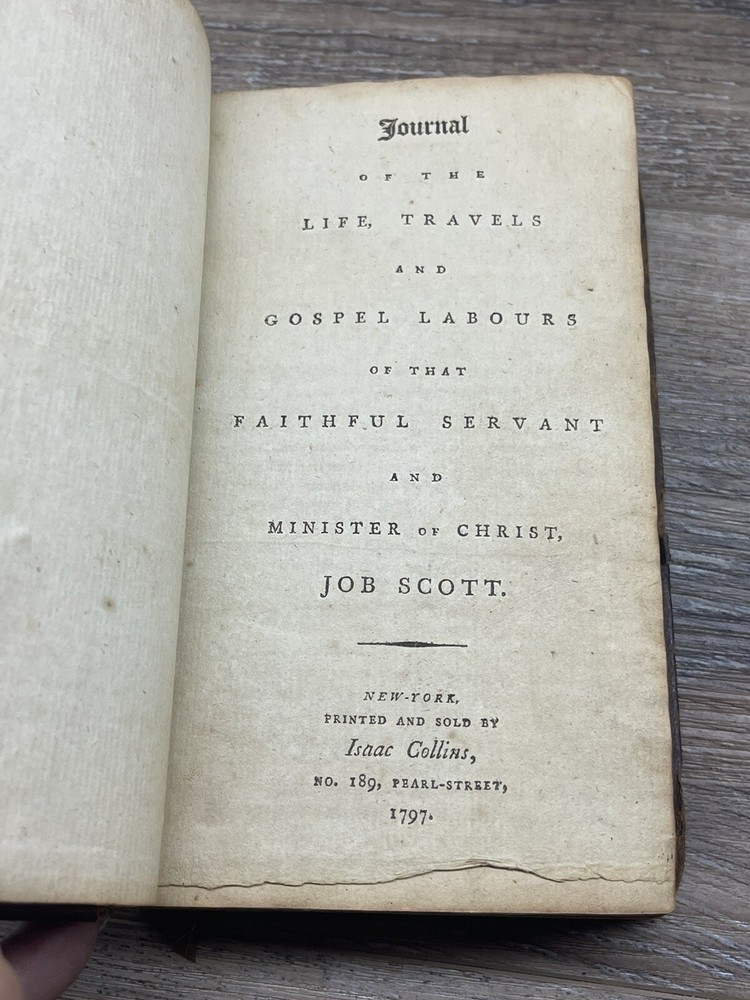 Journal
OF THE
LIFE, TRAVELS
AND
GOSPEL LABOURS
OF THAT
FAITHFUL SERVANT
AND
MINISTER OF CHRIST,
JOB SCOTT.
NEW-YORK,
PRINTED AND SOLD BY
Isaac Collins,
NO. 189, PEARL-STREET,
1797.